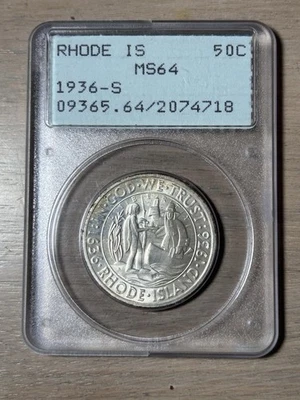 RHODE IS 50C
MS64
1936-S
09365.64/2074718
1636·IN·GOD·WE·TRUST·1936
RHODE·ISLAND